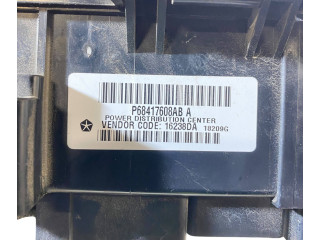 P68417608AB A
POWER DISTRIBUTION CENTER
VENDOR CODE: 16238DA 18209G